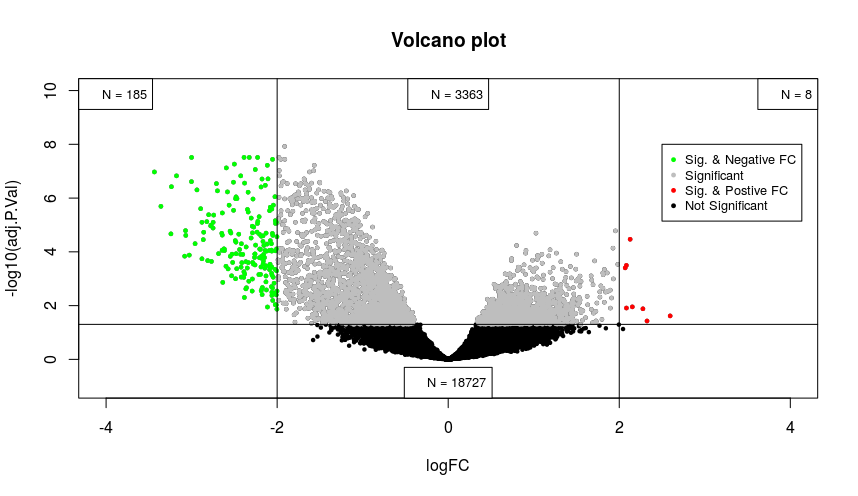 Volcano plot
N = 185
N = 3363
N = 8
Sig. & Negative FC
Significant
Sig. & Postive FC
Not Significant
N = 18727
10
8
6
4
2
0
-log10(adj.P.Val)
-4
-2
0
2
4
logFC